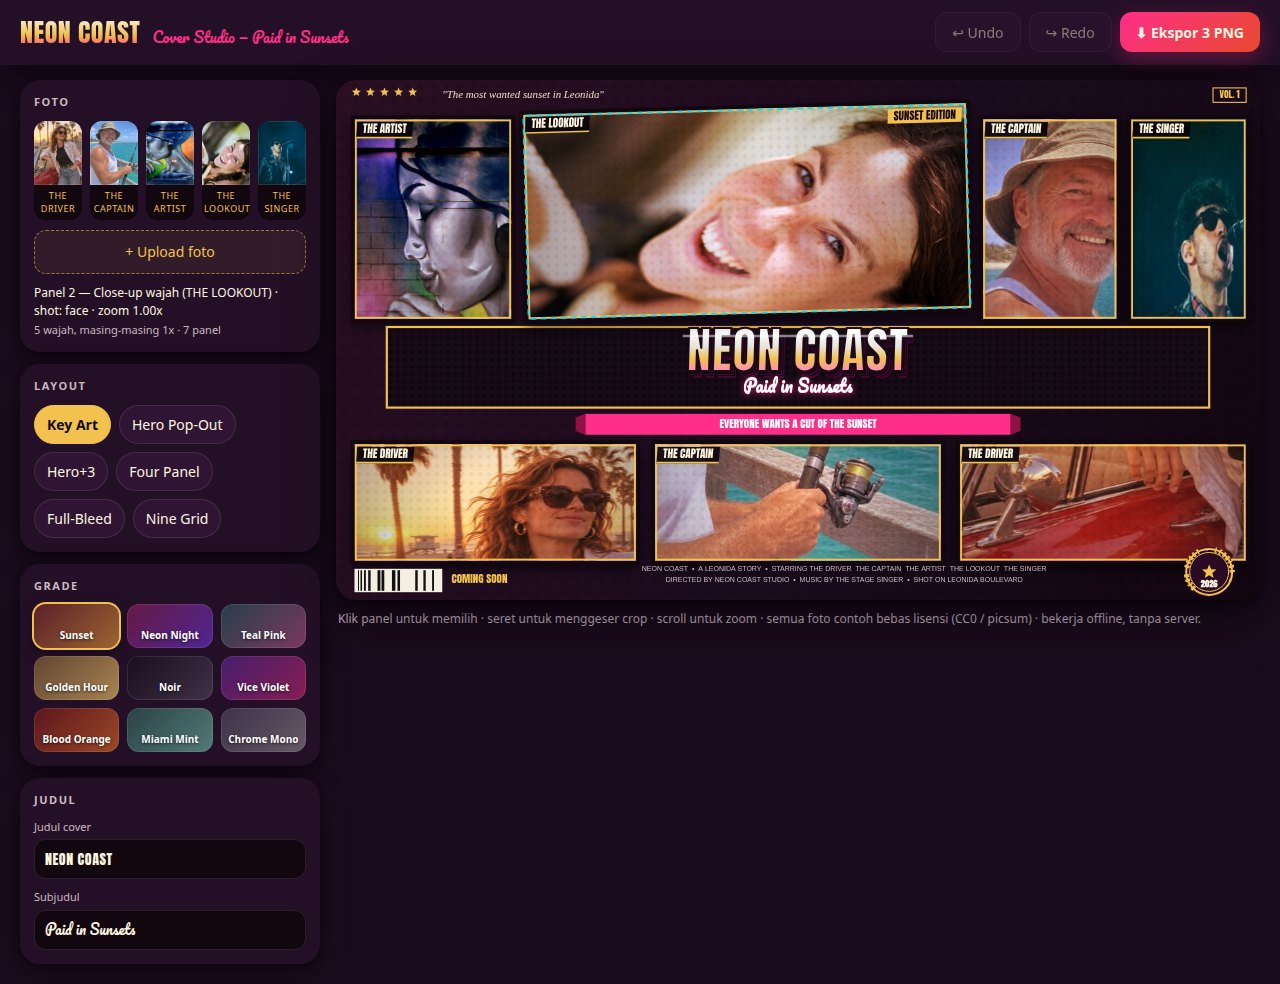 NEON COAST Cover Studio — Paid in Sunsets
↩ Undo
↪ Redo
⬇ Ekspor 3 PNG
FOTO
THE DRIVER
THE CAPTAIN
THE ARTIST
THE LOOKOUT
THE SINGER
+ Upload foto
Panel 2 — Close-up wajah (THE LOOKOUT) ·
shot: face · zoom 1.00x
5 wajah, masing-masing 1x · 7 panel
LAYOUT
Key Art
Hero Pop-Out
Hero+3
Four Panel
Full-Bleed
Nine Grid
GRADE
Sunset
Neon Night
Teal Pink
Golden Hour
Noir
Vice Violet
Blood Orange
Miami Mint
Chrome Mono
JUDUL
Judul cover
NEON COAST
Subjudul
Paid in Sunsets
★ ★ ★ ★ ★
"The most wanted sunset in Leonida"
VOL. 1
THE ARTIST
THE LOOKOUT
SUNSET EDITION
THE CAPTAIN
THE SINGER
NEON COAST
Paid in Sunsets
EVERYONE WANTS A CUT OF THE SUNSET
THE DRIVER
THE CAPTAIN
THE DRIVER
COMING SOON
NEON COAST • A LEONIDA STORY • STARRING THE DRIVER THE CAPTAIN THE ARTIST THE LOOKOUT THE SINGER
DIRECTED BY NEON COAST STUDIO • MUSIC BY THE STAGE SINGER • SHOT ON LEONIDA BOULEVARD
2026
Klik panel untuk memilih · seret untuk menggeser crop · scroll untuk zoom · semua foto contoh bebas lisensi (CC0 / picsum) · bekerja offline, tanpa server.